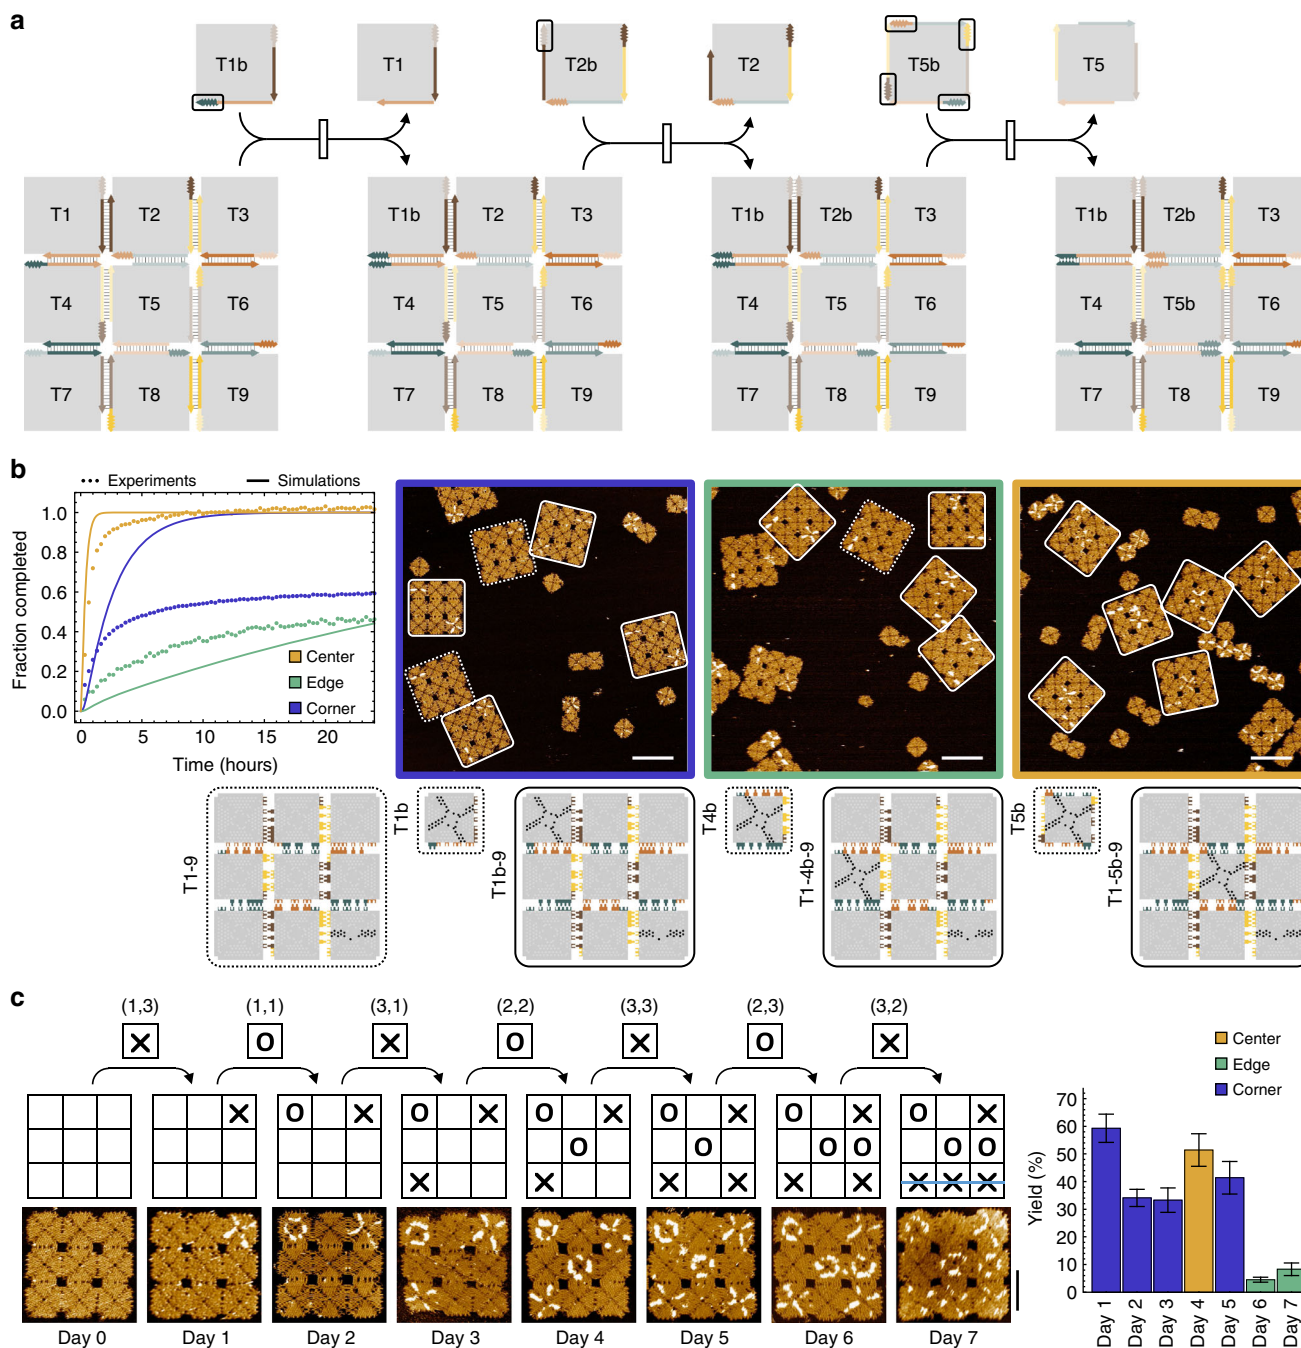 a
T1b T1 T2b T2 T5b T5
T1 T2 T3 T1b T2 T3 T1b T2b T3 T1b T2b T3
T4 T5 T6 T4 T5 T6 T4 T5 T6 T4 T5b T6
T7 T8 T9 T7 T8 T9 T7 T8 T9 T7 T8 T9
b
Experiments Simulations
Fraction completed
1.0
0.8
0.6
0.4
0.2
0.0
Center
Edge
Corner
0 5 10 15 20
Time (hours)
T1-9
T1b
T1b-9
T4b
T1-4b-9
T5b
T1-5b-9
c
(1,3) (1,1) (3,1) (2,2) (3,3) (2,3) (3,2)
X O X O X O X
X O X O X O X O X O X O X
O O O O O O
X X X X X X X X X
Day 0 Day 1 Day 2 Day 3 Day 4 Day 5 Day 6 Day 7
Center
Edge
Corner
Yield (%)
70
60
50
40
30
20
10
0
Day 1
Day 2
Day 3
Day 4
Day 5
Day 6
Day 7